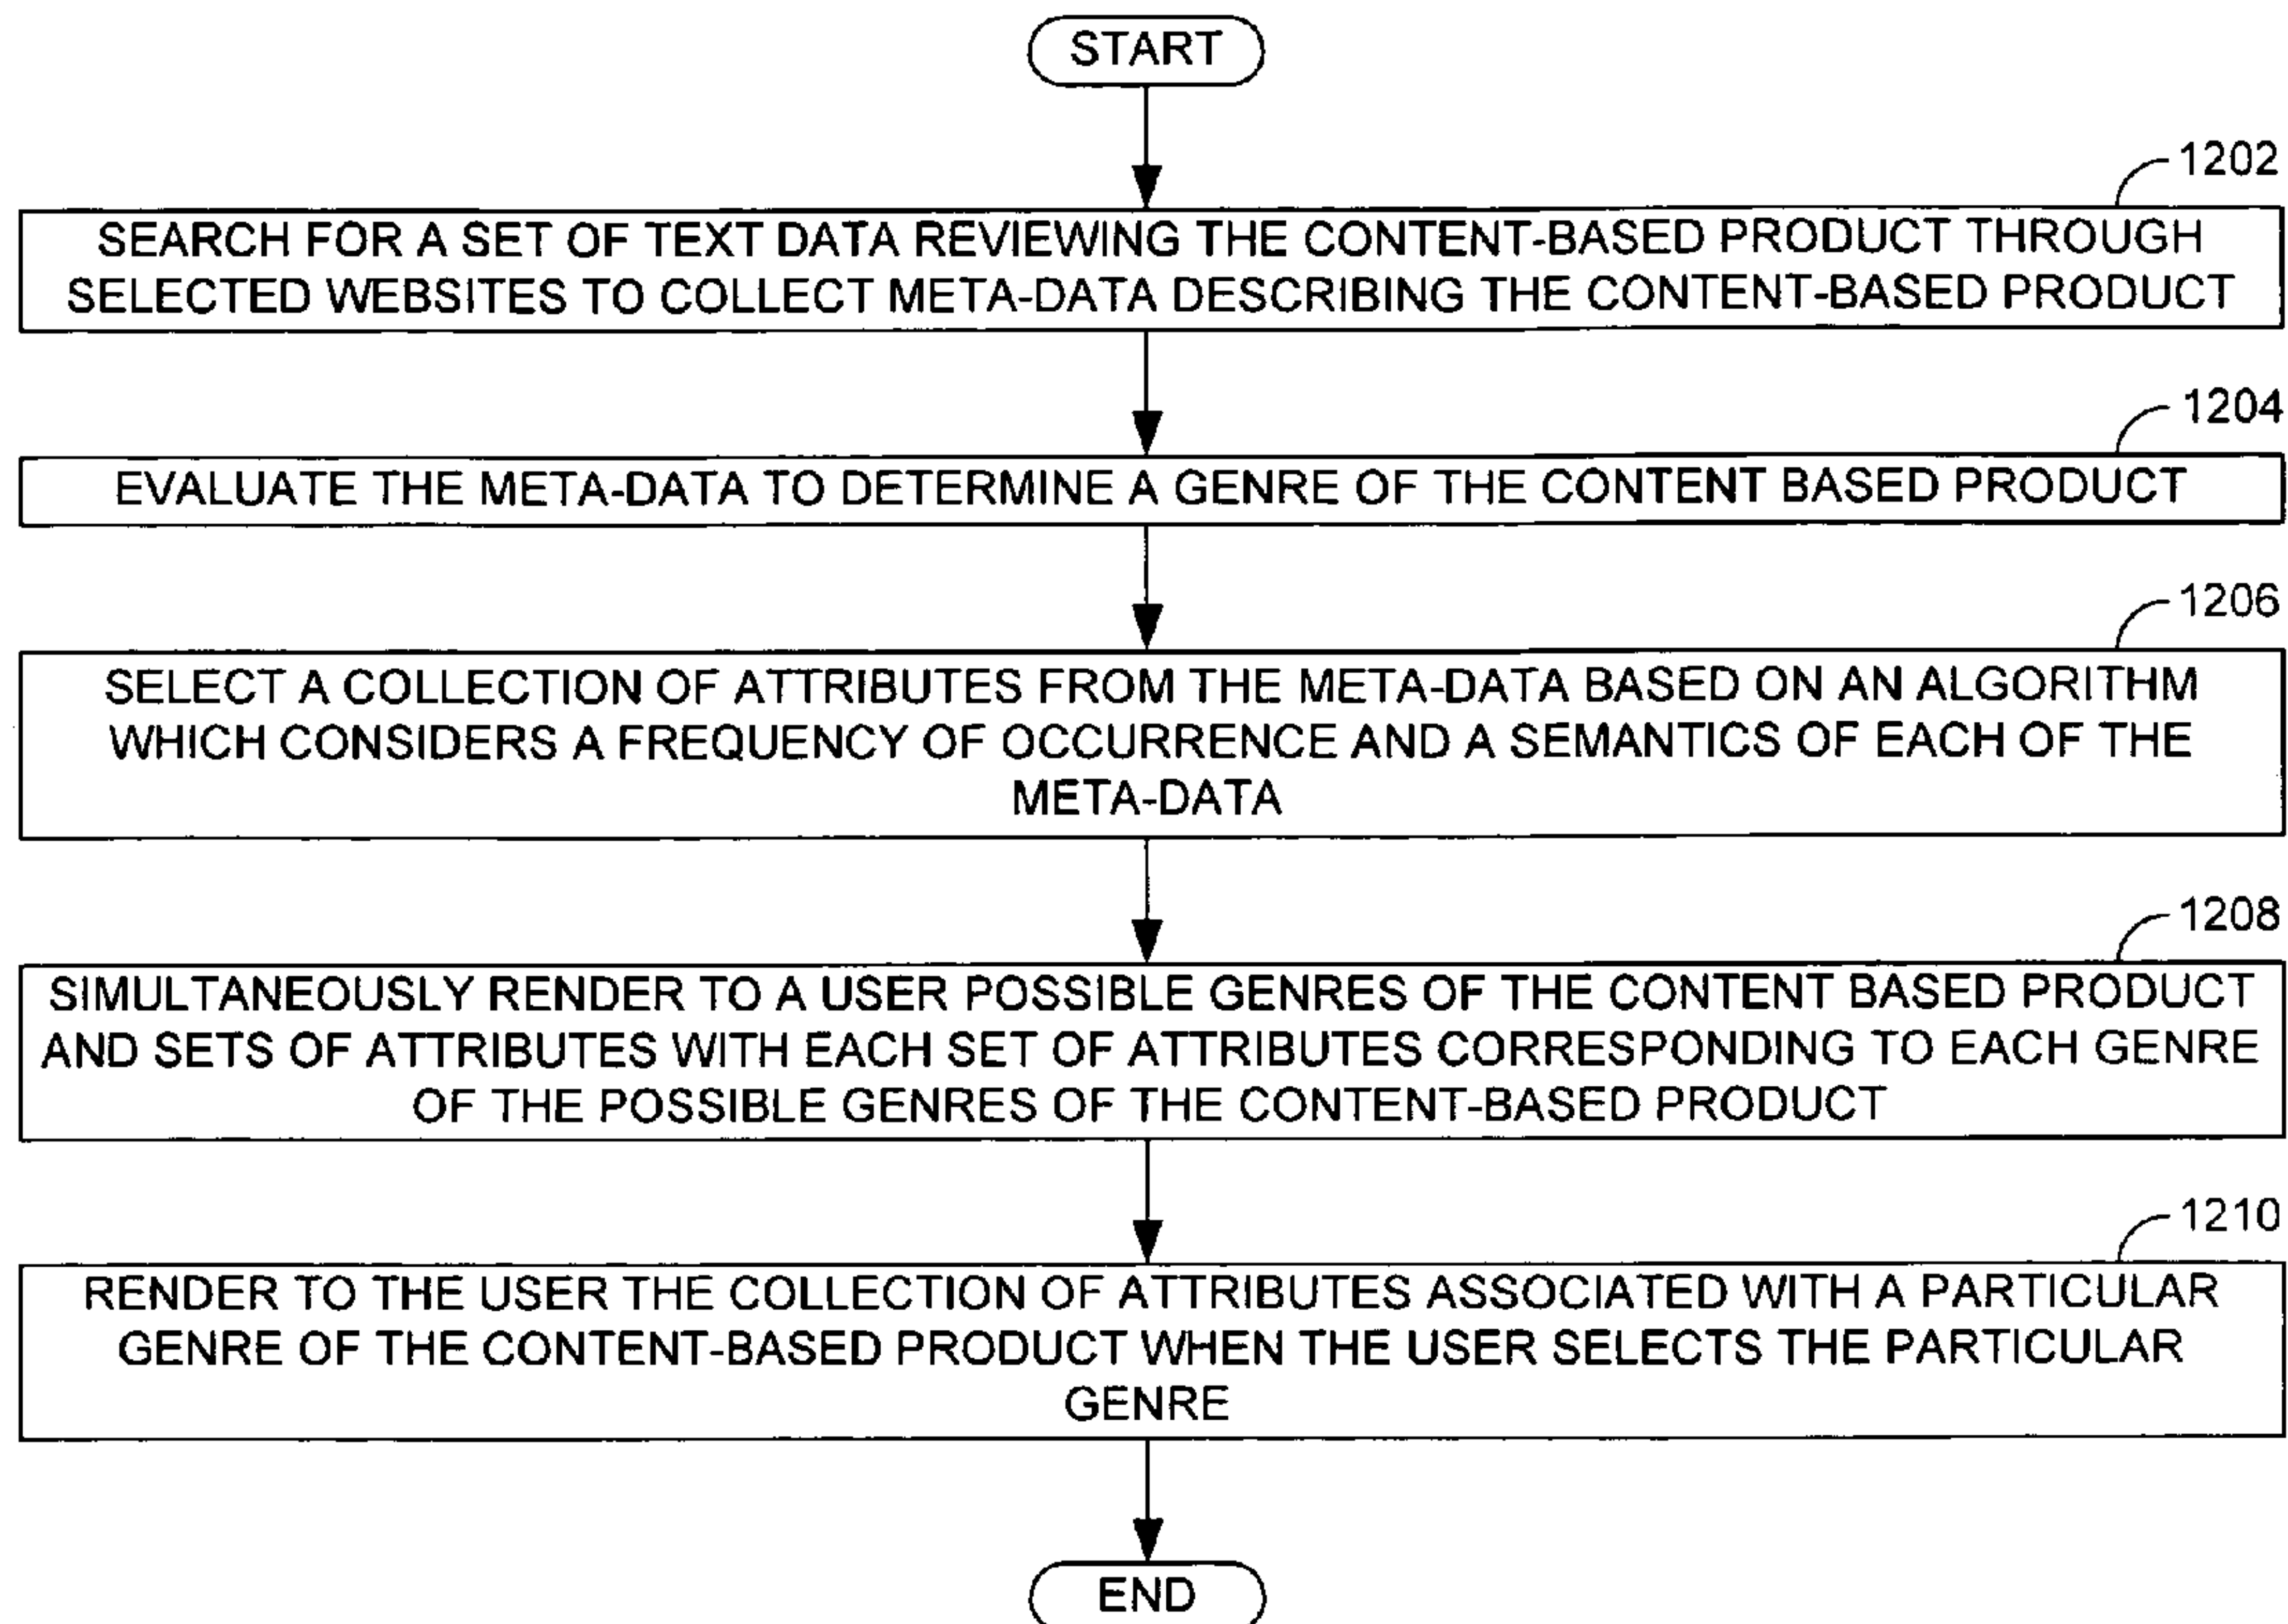 START
1202
SEARCH FOR A SET OF TEXT DATA REVIEWING THE CONTENT-BASED PRODUCT THROUGH
SELECTED WEBSITES TO COLLECT META-DATA DESCRIBING THE CONTENT-BASED PRODUCT
1204
EVALUATE THE META-DATA TO DETERMINE A GENRE OF THE CONTENT BASED PRODUCT
1206
SELECT A COLLECTION OF ATTRIBUTES FROM THE META-DATA BASED ON AN ALGORITHM
WHICH CONSIDERS A FREQUENCY OF OCCURRENCE AND A SEMANTICS OF EACH OF THE
META-DATA
1208
SIMULTANEOUSLY RENDER TO A USER POSSIBLE GENRES OF THE CONTENT BASED PRODUCT
AND SETS OF ATTRIBUTES WITH EACH SET OF ATTRIBUTES CORRESPONDING TO EACH GENRE
OF THE POSSIBLE GENRES OF THE CONTENT-BASED PRODUCT
1210
RENDER TO THE USER THE COLLECTION OF ATTRIBUTES ASSOCIATED WITH A PARTICULAR
GENRE OF THE CONTENT-BASED PRODUCT WHEN THE USER SELECTS THE PARTICULAR
GENRE
END